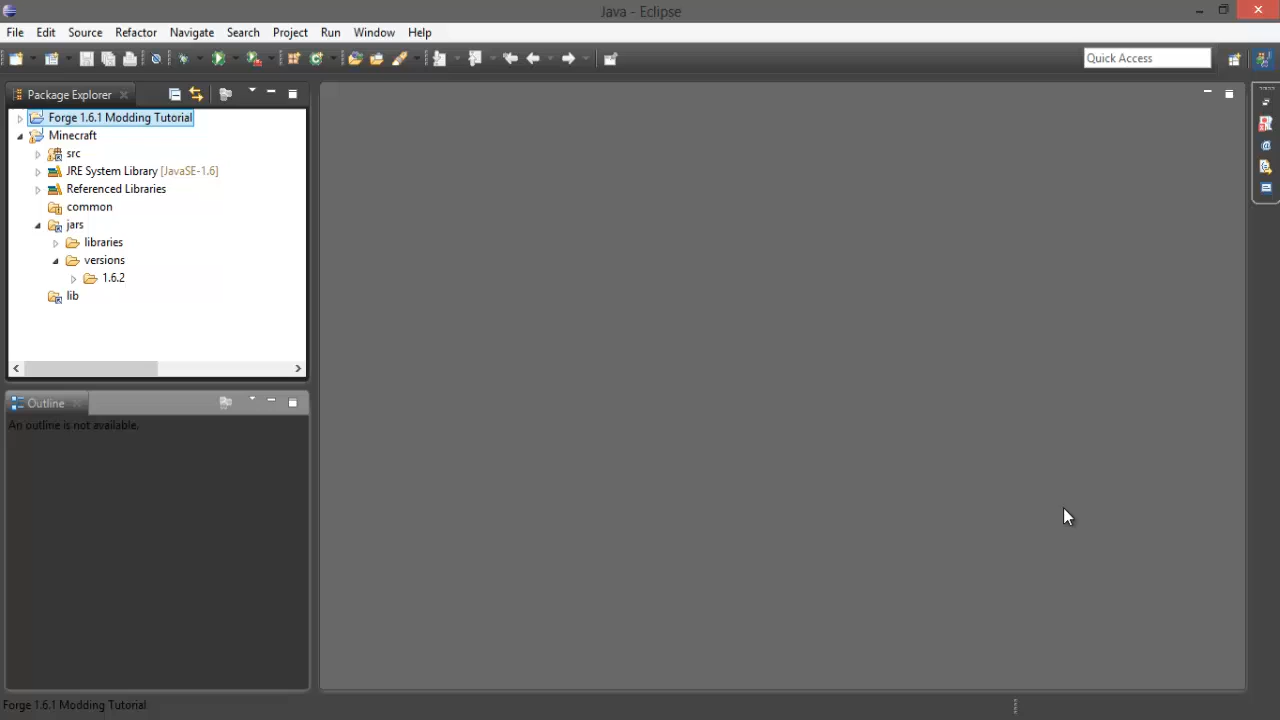 Java - Eclipse
File Edit Source Refactor Navigate Search Project Run Window Help
Quick Access
Package Explorer
Forge 1.6.1 Modding Tutorial
Minecraft
src
JRE System Library [JavaSE-1.6]
Referenced Libraries
common
jars
libraries
versions
1.6.2
lib
Outline
An outline is not available.
Forge 1.6.1 Modding Tutorial